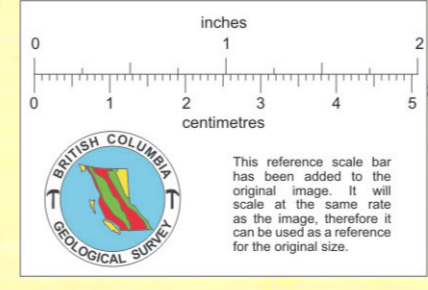 inches
0 1 2
0 1 2 3 4 5
centimetres
BRITISH COLUMBIA
GEOLOGICAL SURVEY
This reference scale bar
has been added to the
original image. It will
scale at the same rate
as the image, therefore it
can be used as a reference
for the original size.